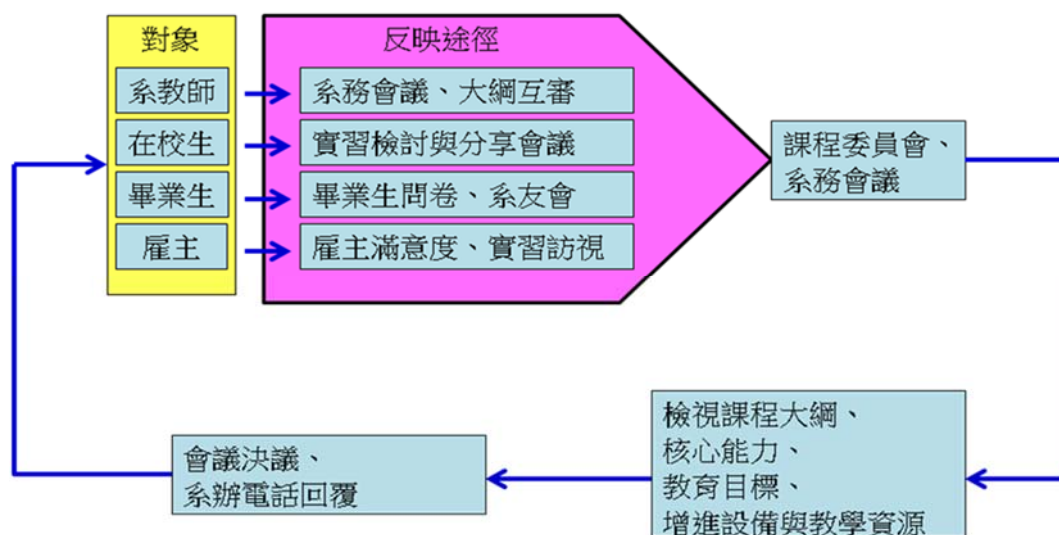 對象
反映途徑
系教師
系務會議、大綱互審
在校生
實習檢討與分享會議
畢業生
畢業生問卷、系友會
雇主
雇主滿意度、實習訪視
課程委員會、
系務會議
檢視課程大綱、
核心能力、
教育目標、
增進設備與教學資源
會議決議、
系辦電話回覆